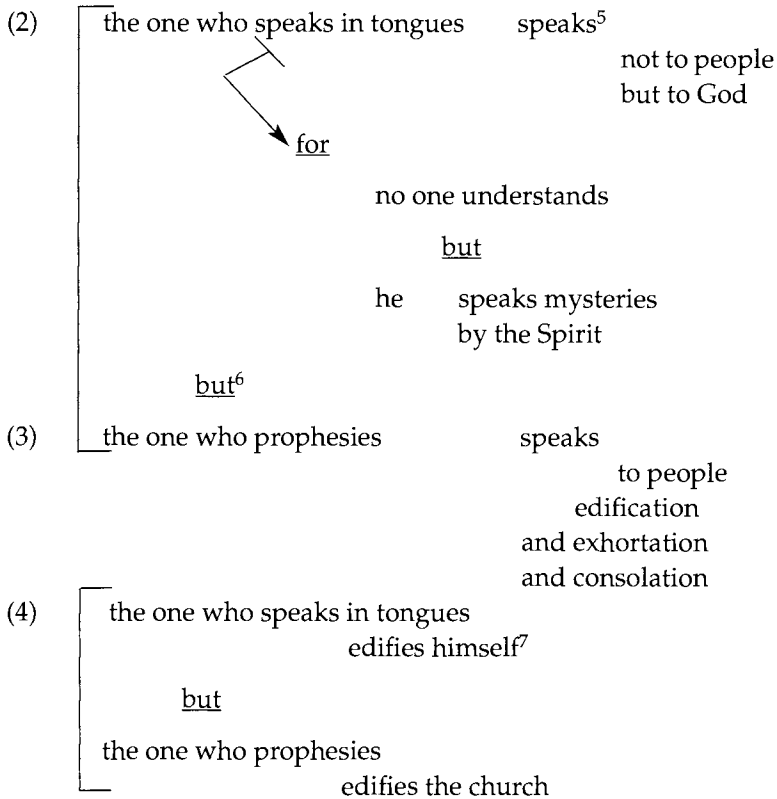 (2) the one who speaks in tongues speaks⁵
not to people
but to God
for
no one understands
but
he speaks mysteries
by the Spirit
but⁶
(3) the one who prophesies speaks
to people
edification
and exhortation
and consolation
(4) the one who speaks in tongues
edifies himself⁷
but
the one who prophesies
edifies the church